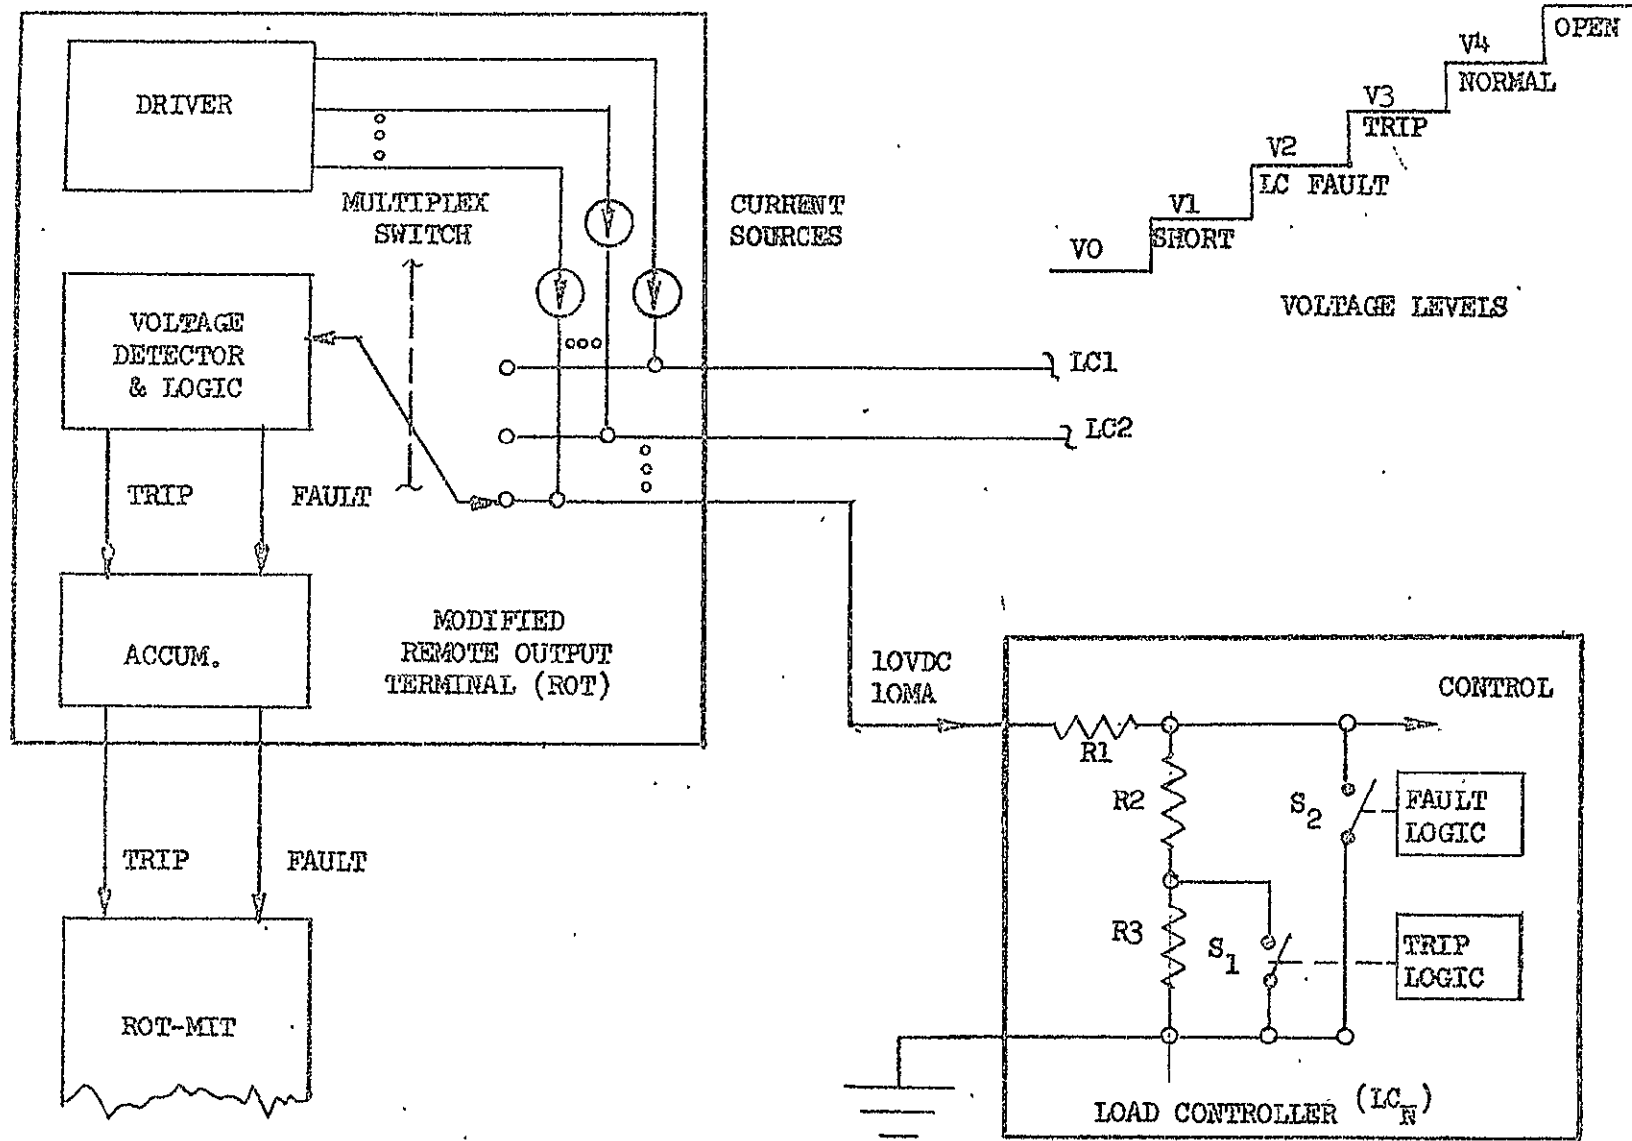 DRIVER
MULTIPLEX
SWITCH
CURRENT
SOURCES
VOLTAGE
DETECTOR
& LOGIC
TRIP
FAULT
ACCUM.
MODIFIED
REMOTE OUTPUT
TERMINAL (ROT)
TRIP
FAULT
ROT-MIT
LC1
LC2
V0
V1
SHORT
V2
LC FAULT
V3
TRIP
V4
NORMAL
OPEN
VOLTAGE LEVELS
10VDC
10MA
CONTROL
R1
R2
R3
S2
FAULT
LOGIC
S1
TRIP
LOGIC
LOAD CONTROLLER (LCN)